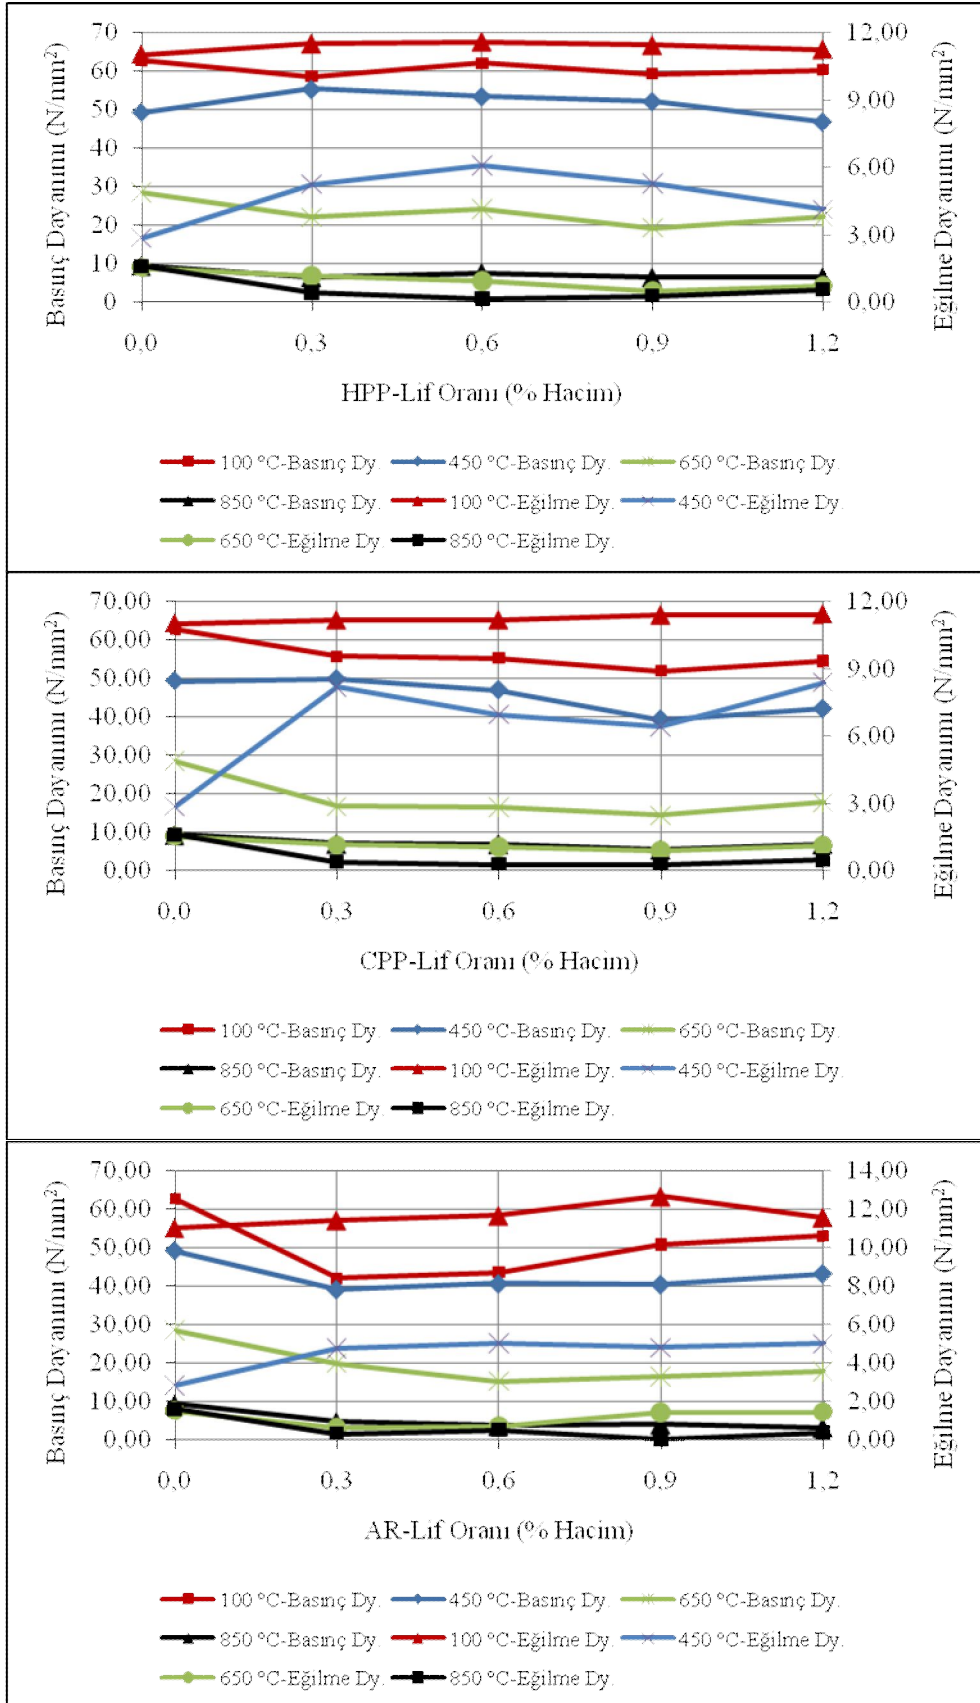 Basınç Dayanımı (N/mm²)
70
60
50
40
30
20
10
0
12,00
9,00
6,00
3,00
0,00
Eğilme Dayanımı (N/mm²)
0,0 0,3 0,6 0,9 1,2
HPP-Lif Oranı (% Hacim)
100 °C-Basınç Dy. 450 °C-Basınç Dy. 650 °C-Basınç Dy.
850 °C-Basınç Dy. 100 °C-Eğilme Dy. 450 °C-Eğilme Dy.
650 °C-Eğilme Dy. 850 °C-Eğilme Dy.
Basınç Dayanımı (N/mm²)
70,00
60,00
50,00
40,00
30,00
20,00
10,00
0,00
12,00
9,00
6,00
3,00
0,00
Eğilme Dayanımı (N/mm²)
0,0 0,3 0,6 0,9 1,2
CPP-Lif Oranı (% Hacim)
100 °C-Basınç Dy. 450 °C-Basınç Dy. 650 °C-Basınç Dy.
850 °C-Basınç Dy. 100 °C-Eğilme Dy. 450 °C-Eğilme Dy.
650 °C-Eğilme Dy. 850 °C-Eğilme Dy.
Basınç Dayanımı (N/mm²)
70,00
60,00
50,00
40,00
30,00
20,00
10,00
0,00
14,00
12,00
10,00
8,00
6,00
4,00
2,00
0,00
Eğilme Dayanımı (N/mm²)
0,0 0,3 0,6 0,9 1,2
AR-Lif Oranı (% Hacim)
100 °C-Basınç Dy. 450 °C-Basınç Dy. 650 °C-Basınç Dy.
850 °C-Basınç Dy. 100 °C-Eğilme Dy. 450 °C-Eğilme Dy.
650 °C-Eğilme Dy. 850 °C-Eğilme Dy.